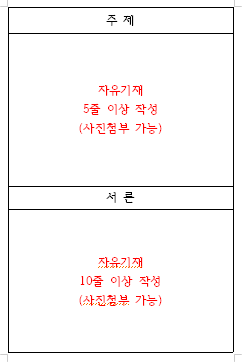 주 제
자유기재
5줄 이상 작성
(사진첨부 가능)
서 론
자유기재
10줄 이상 작성
(사진첨부 가능)